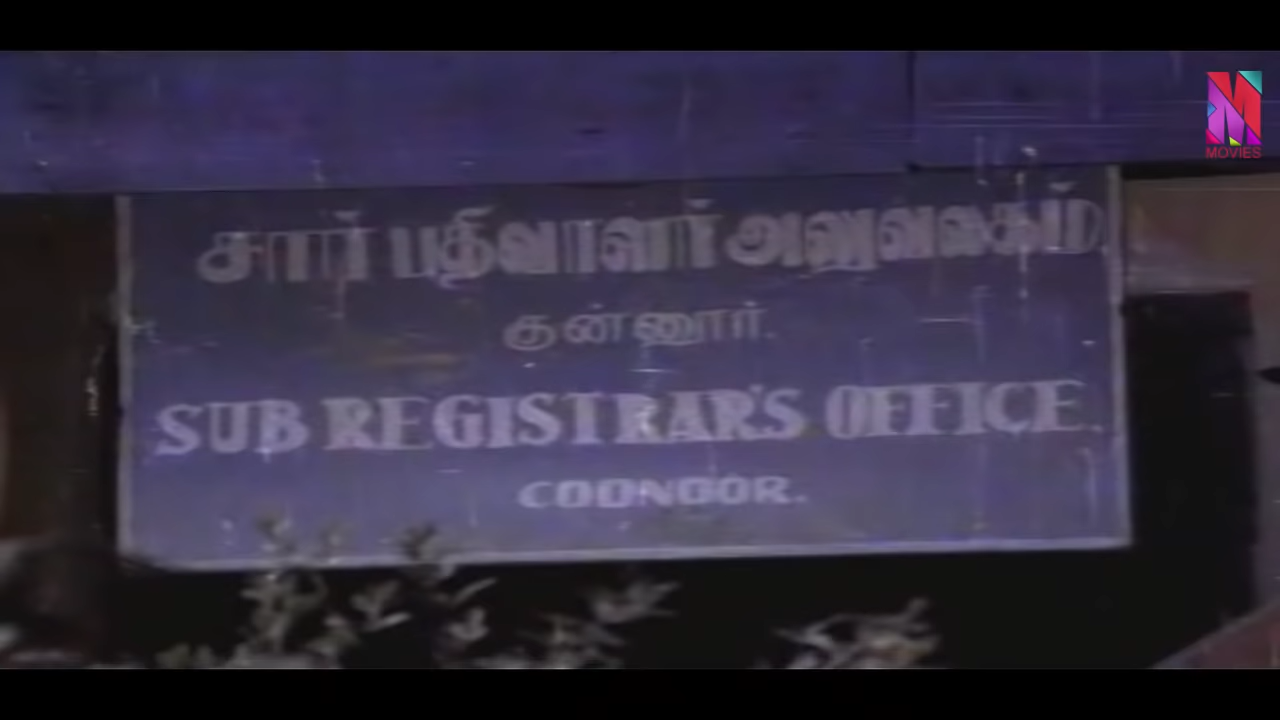 MOVIES
சார் பதிவாளர் அலுவலகம்.
குன்னூர்.
SUB REGISTRAR'S OFFICE.
COONOOR.